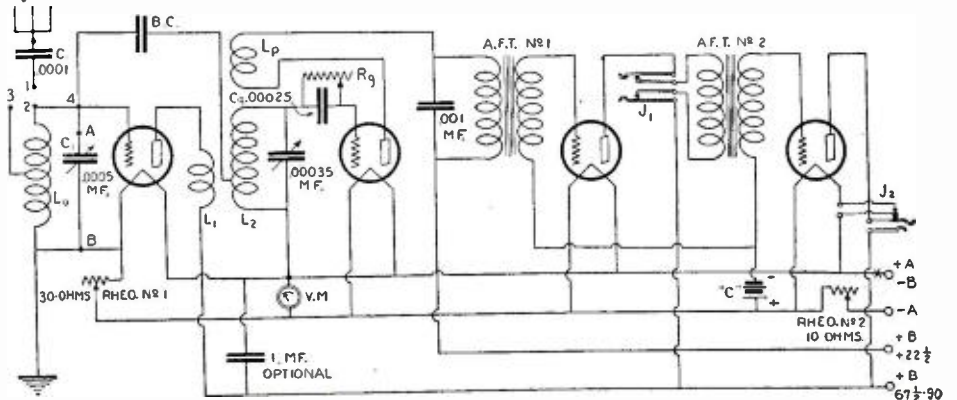 B.C.
C
.0001
1
3
2
4
A
C
.0005
MF.
Lo
B
30-OHMS
RHEO. Nº 1
L1
Lp
Rg
.00025
L2
.00035
MF.
V.M
1. MF.
OPTIONAL
.001
MF.
A.F.T. Nº 1
J1
A.F.T. Nº 2
J2
"C"
-
+
RHEO. Nº 2
10 OHMS.
+A
-B
-A
+B
+22½
+B
67½-90